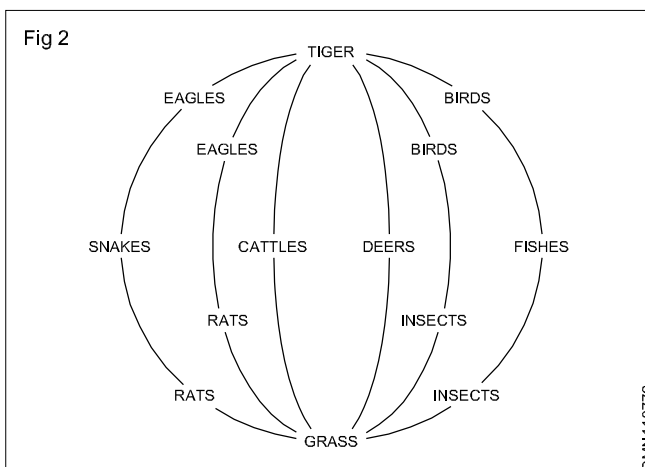 Fig 2
TIGER
EAGLES
BIRDS
EAGLES
BIRDS
SNAKES
CATTLES
DEERS
FISHES
RATS
INSECTS
RATS
INSECTS
GRASS